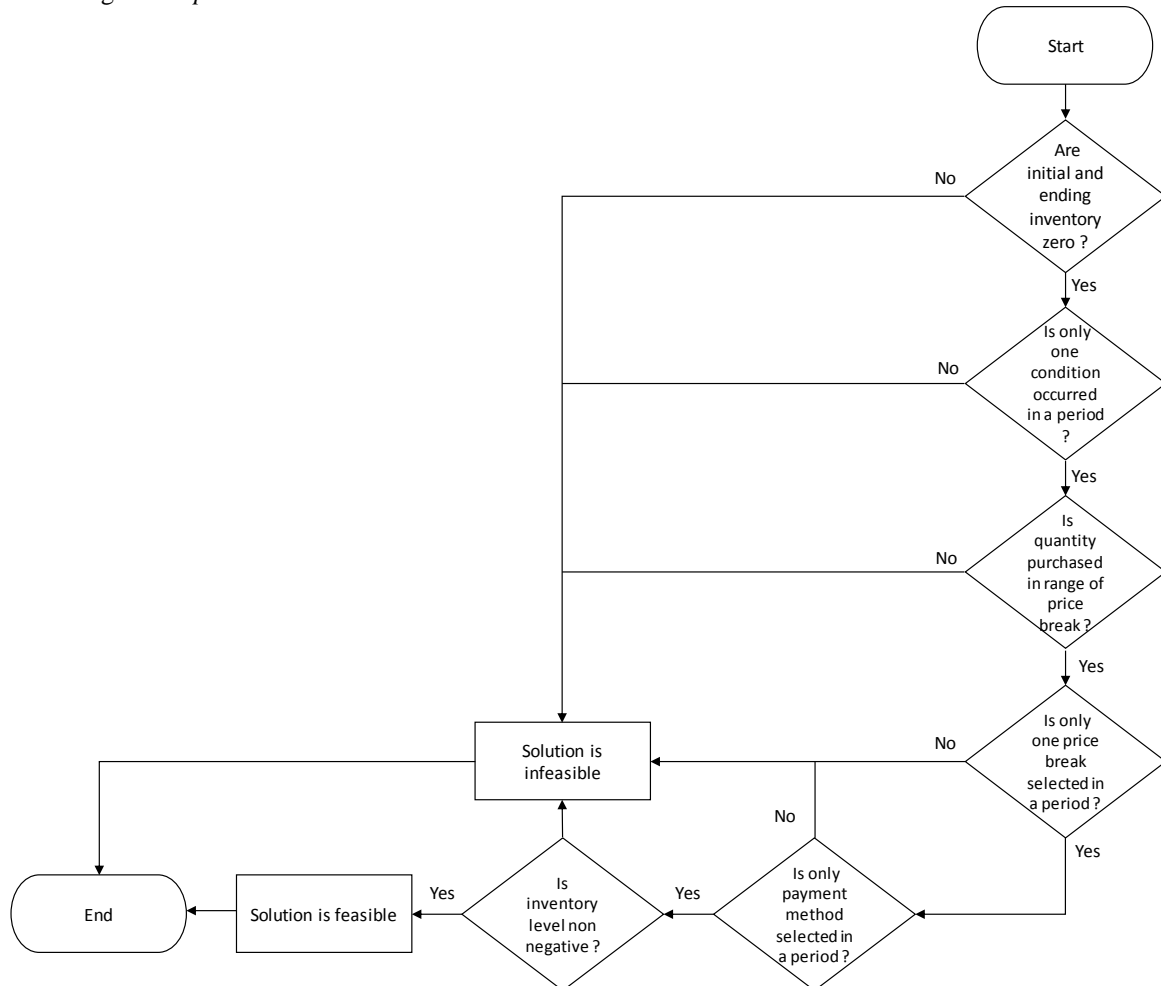 Start
Are
initial and
ending
inventory
zero ?
No
Yes
Is only
one
condition
occurred
in a period
?
No
Yes
Is
quantity
purchased
in range of
price
break ?
No
Yes
Is only
one price
break
selected in
a period ?
No
Yes
Solution is
infeasible
No
Is only
payment
method
selected in
a period ?
Yes
Is
inventory
level non
negative ?
Yes
Solution is feasible
End